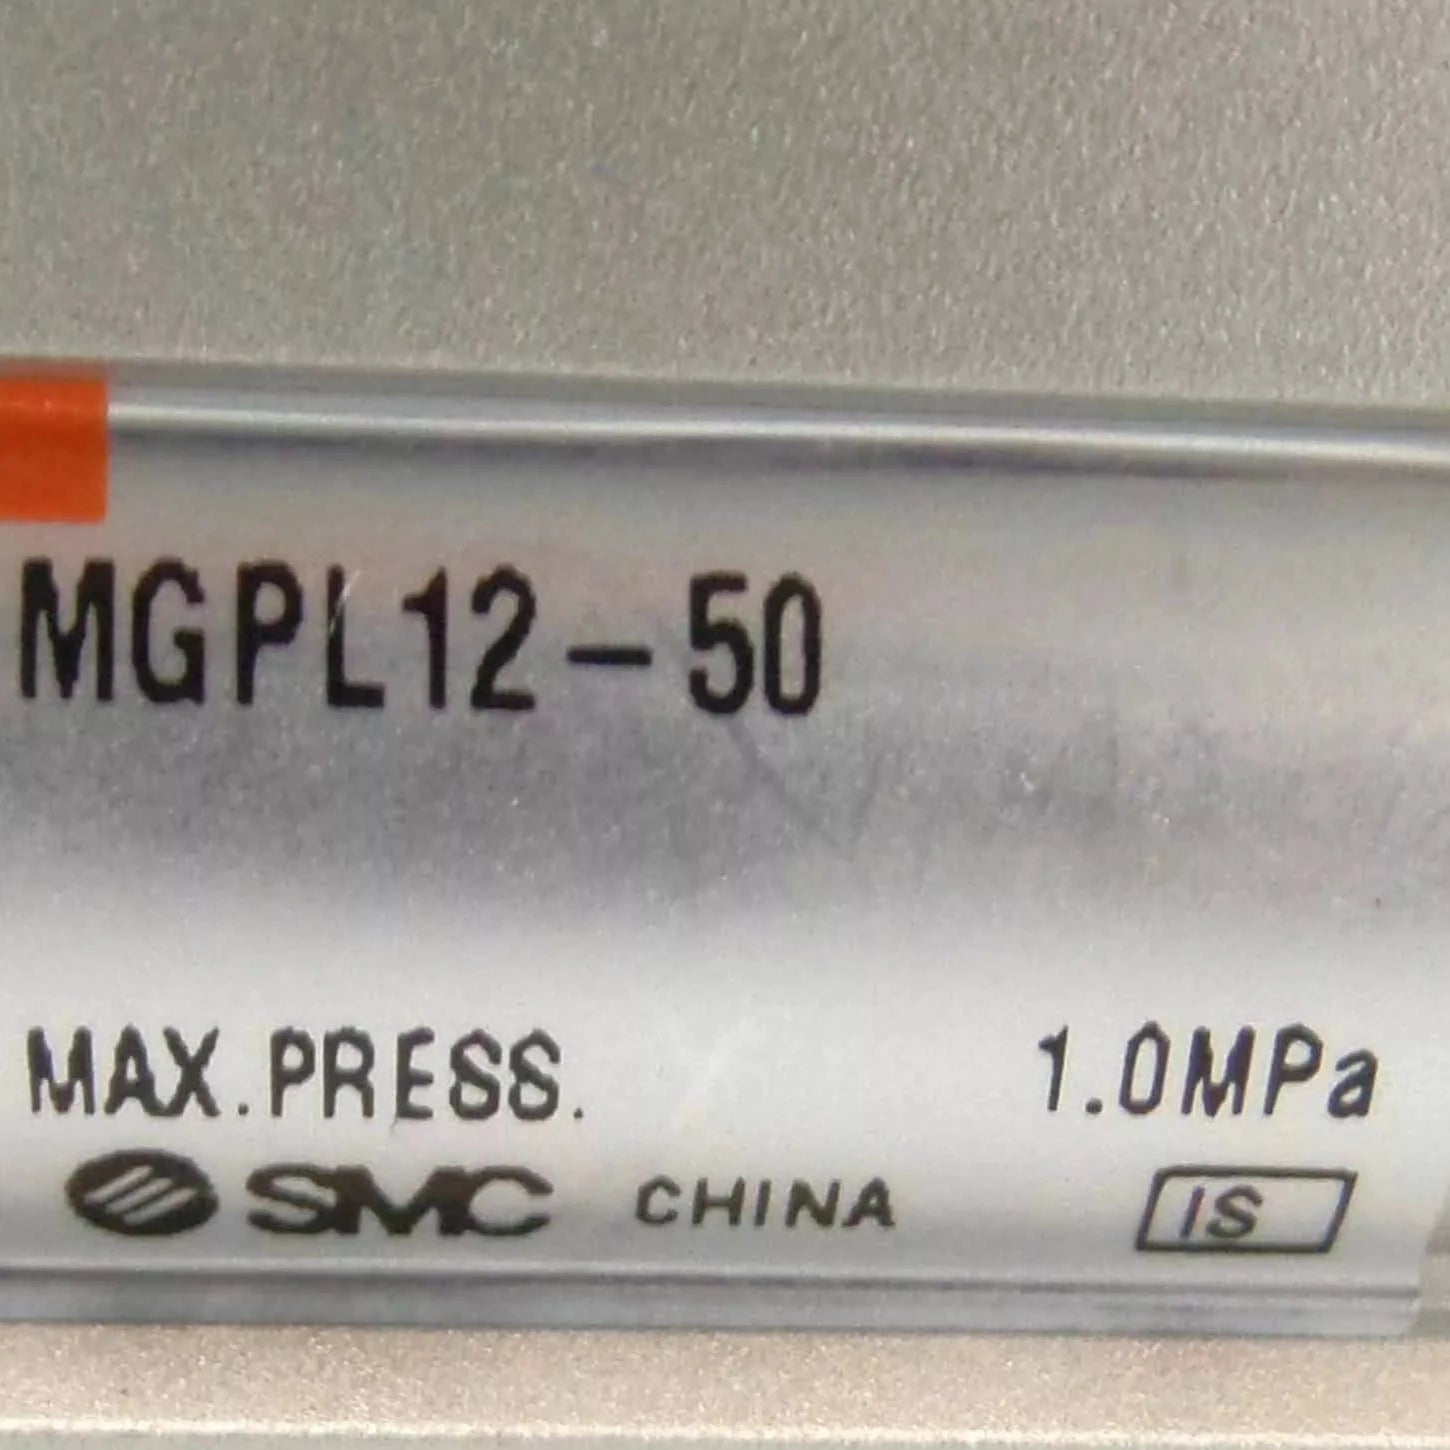 MGPL12-50
MAX.PRESS. 1.0MPa
SMC CHINA IS